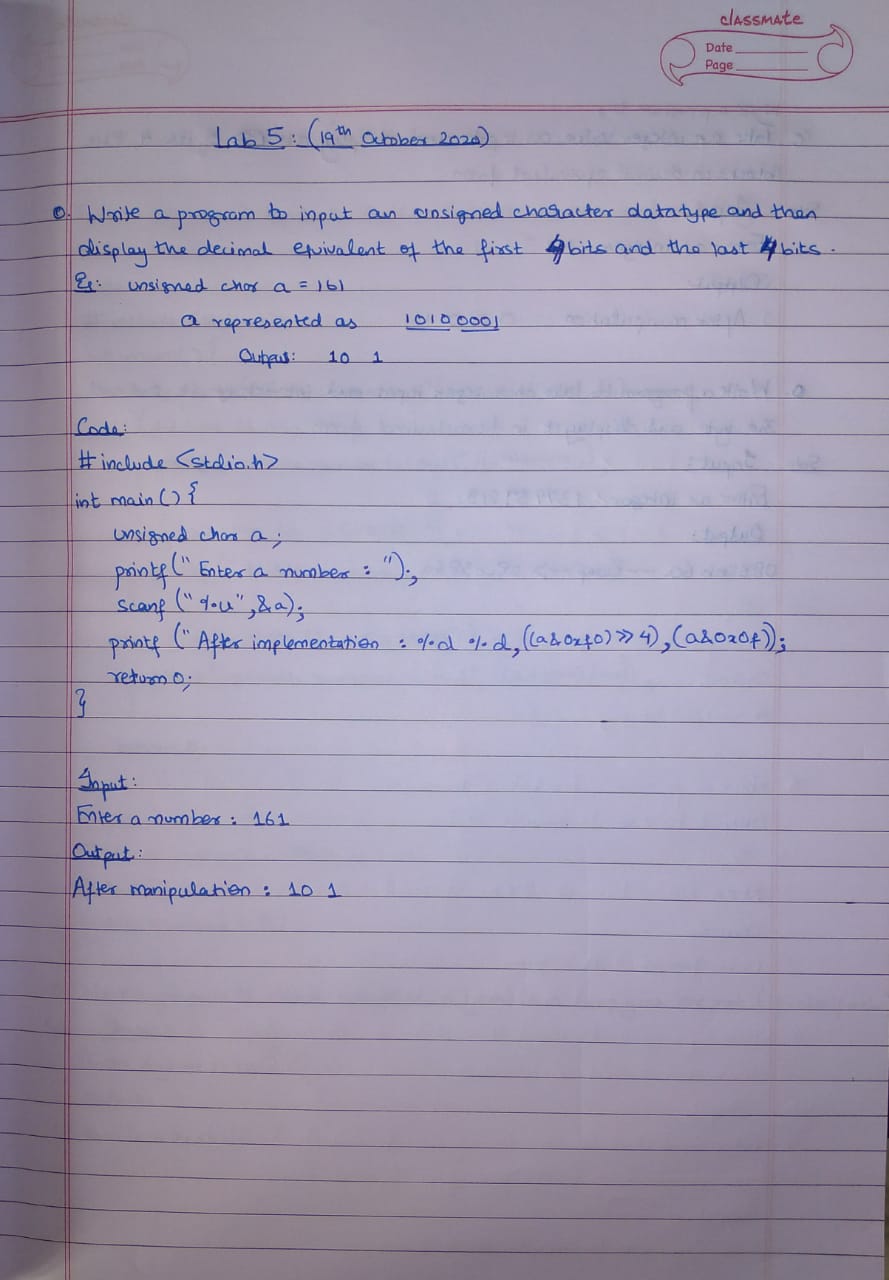 classmate
Date
Page
Lab 5: (19th October 2020)
Q. Write a program to input an unsigned character datatype and then
display the decimal equivalent of the first 4 bits and the last 4 bits.
Eg: unsigned char a = 161
a represented as 1010 0001
Output: 10 1
Code:
#include <stdio.h>
int main() {
unsigned char a;
printf(" Enter a number : ");
scanf ("%u", &a);
printf (" After implementation : %d %d, ((a&0xf0) >> 4), (a&0x0f));
return 0;
}
Input:
Enter a number : 161
Output:
After manipulation : 10 1